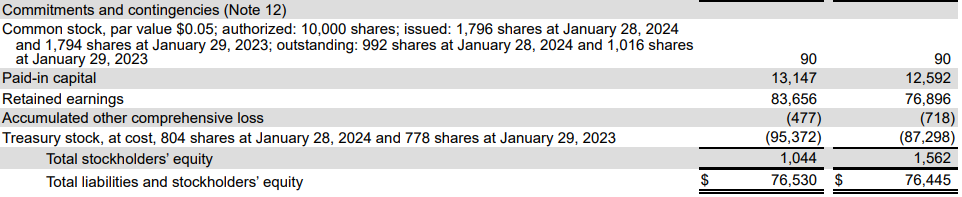 Commitments and contingencies (Note 12)
Common stock, par value $0.05; authorized: 10,000 shares; issued: 1,796 shares at January 28, 2024
and 1,794 shares at January 29, 2023; outstanding: 992 shares at January 28, 2024 and 1,016 shares
at January 29, 2023 90 90
Paid-in capital 13,147 12,592
Retained earnings 83,656 76,896
Accumulated other comprehensive loss (477) (718)
Treasury stock, at cost, 804 shares at January 28, 2024 and 778 shares at January 29, 2023 (95,372) (87,298)
Total stockholders’ equity 1,044 1,562
Total liabilities and stockholders’ equity $ 76,530 $ 76,445